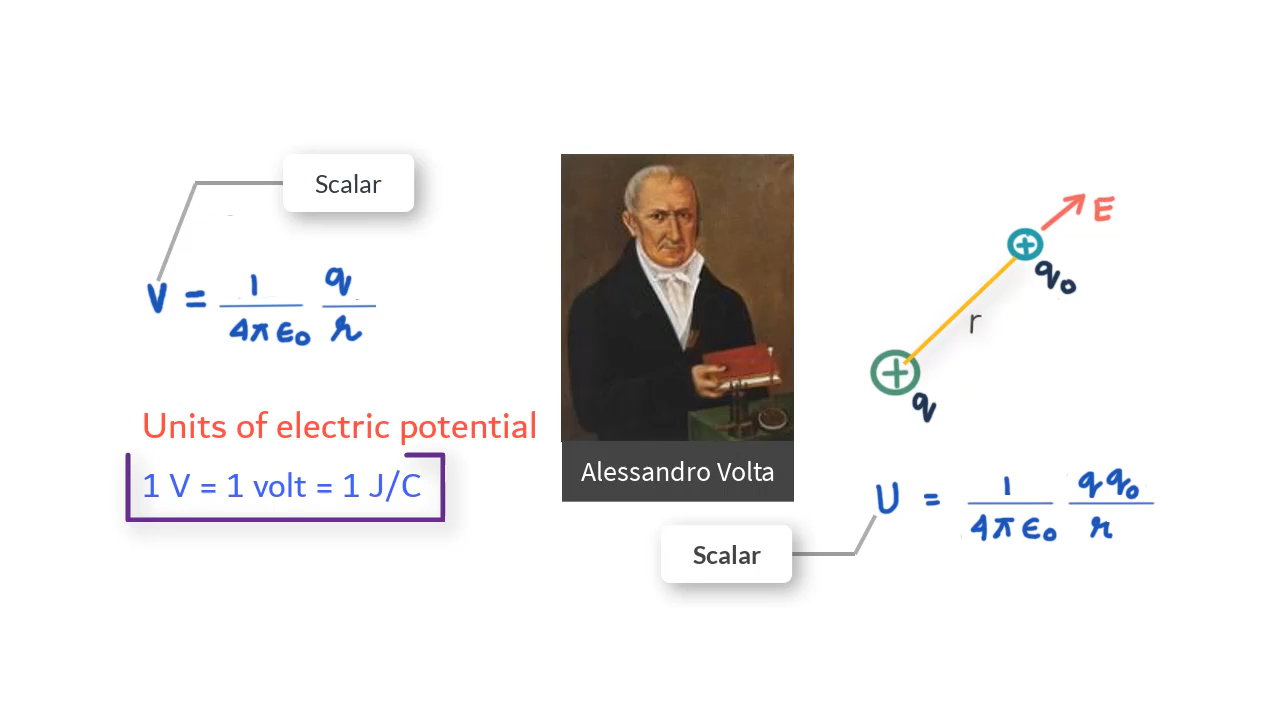 Scalar
V = 1/4πε₀ q/r
Units of electric potential
1 V = 1 volt = 1 J/C
Alessandro Volta
E
q₀
r
q
U = 1/4πε₀ qq₀/r
Scalar